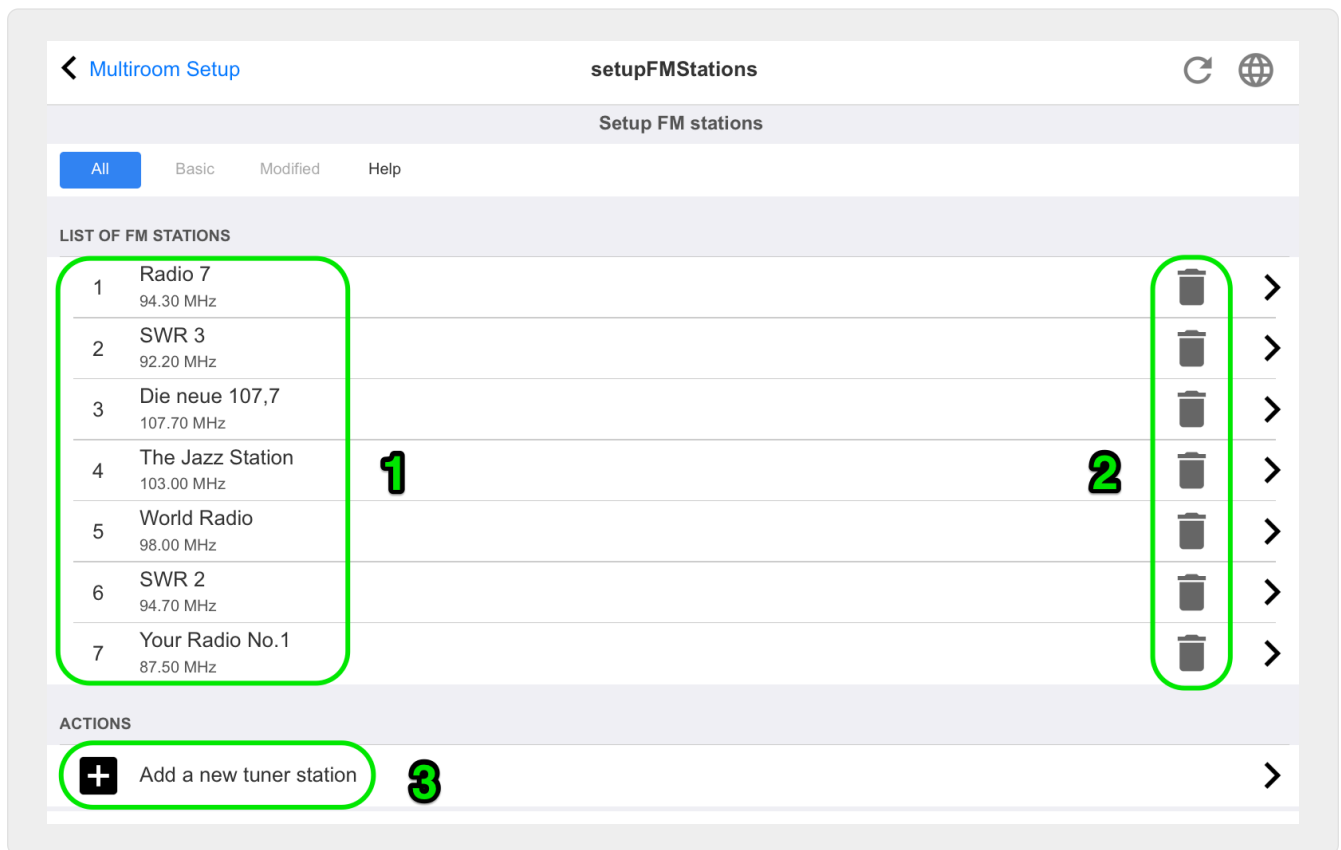 Multiroom Setup
setupFMStations
Setup FM stations
All Basic Modified Help
LIST OF FM STATIONS
1 Radio 7
94.30 MHz
2 SWR 3
92.20 MHz
3 Die neue 107,7
107.70 MHz
4 The Jazz Station
103.00 MHz
5 World Radio
98.00 MHz
6 SWR 2
94.70 MHz
7 Your Radio No.1
87.50 MHz
1
2
ACTIONS
Add a new tuner station
3